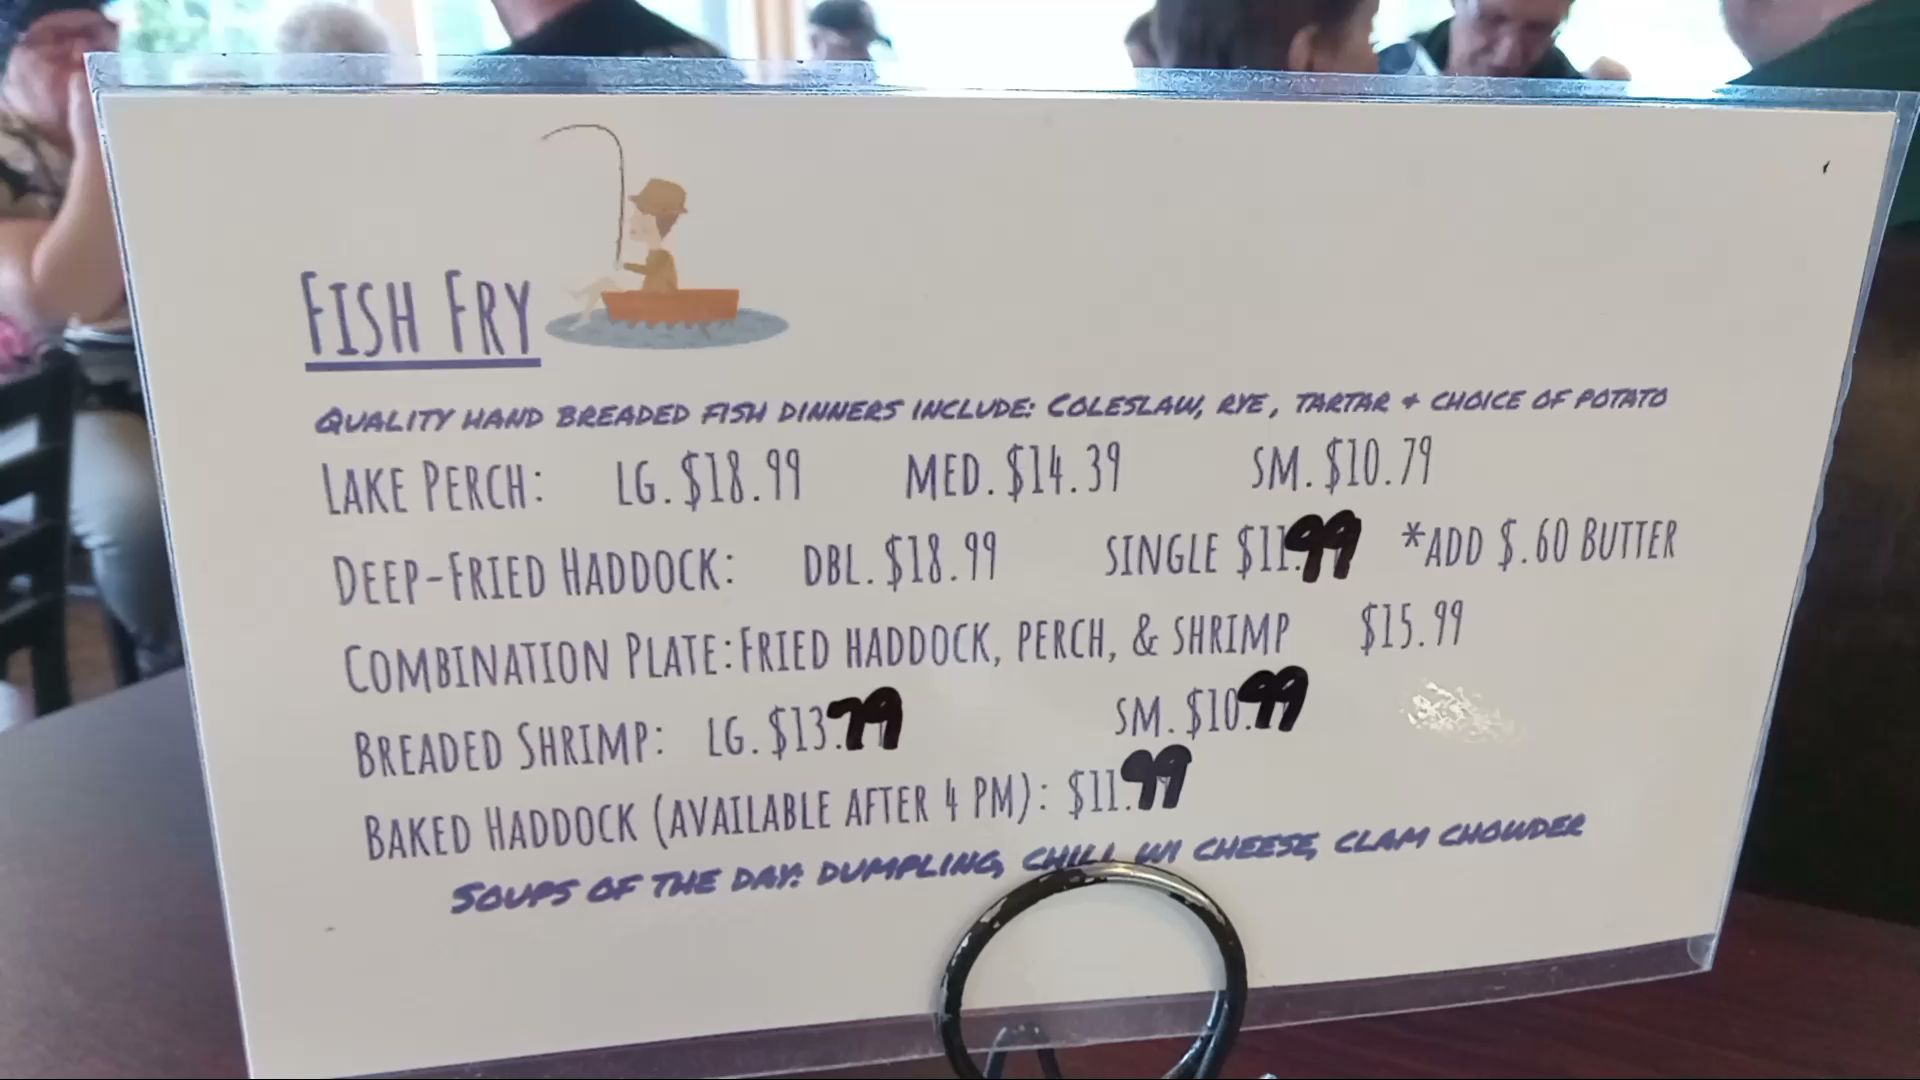 FISH FRY
QUALITY HAND BREADED FISH DINNERS INCLUDE: COLESLAW, RYE, TARTAR + CHOICE OF POTATO
LAKE PERCH: LG. $18.99 MED. $14.39 SM. $10.79
DEEP-FRIED HADDOCK: DBL. $18.99 SINGLE $11.99 *ADD $.60 BUTTER
COMBINATION PLATE: FRIED HADDOCK, PERCH, & SHRIMP $15.99
BREADED SHRIMP: LG. $13.79 SM. $10.99
BAKED HADDOCK (AVAILABLE AFTER 4 PM): $11.99
SOUPS OF THE DAY: DUMPLING, CHILI W/ CHEESE, CLAM CHOWDER